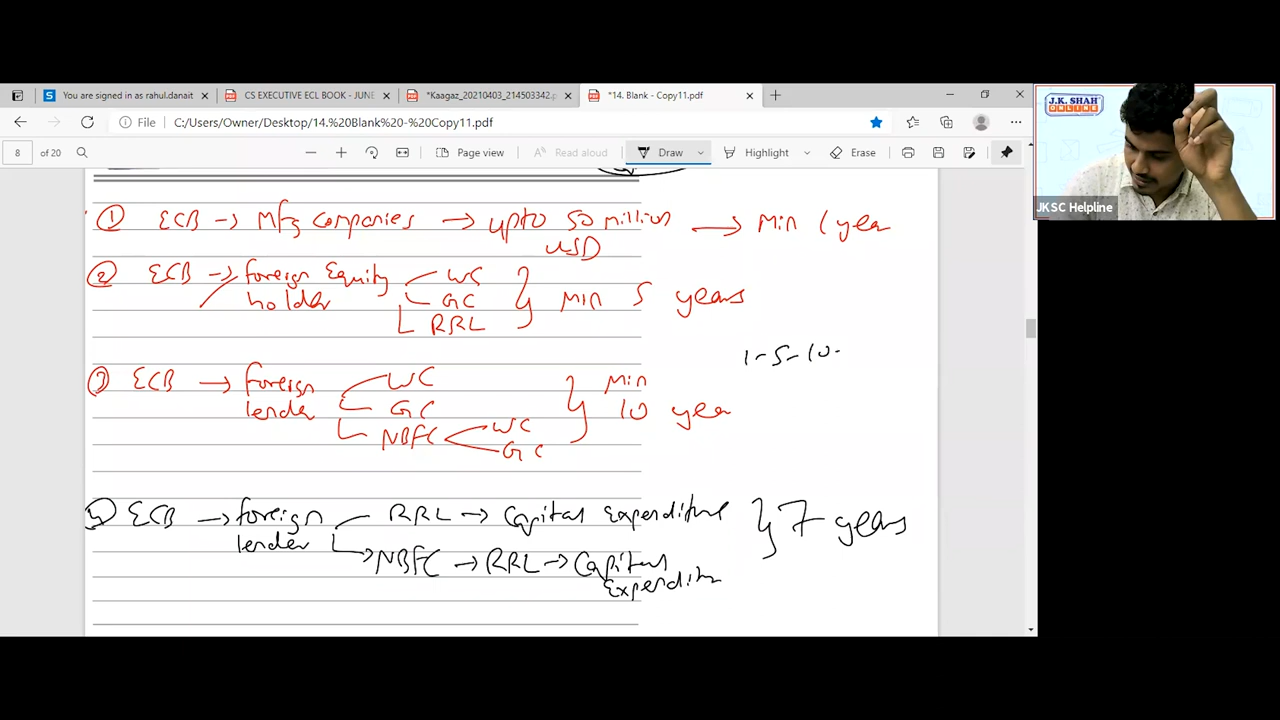 You are signed in as rahul.danait
CS EXECUTIVE ECL BOOK - JUNE
*Kaagaz_20210403_214503342.p
*14. Blank - Copy11.pdf
File
C:/Users/Owner/Desktop/14.%20Blank%20-%20Copy11.pdf
8 of 20
Page view
Read aloud
Draw
Highlight
Erase
J.K. SHAH
ONLINE
JKSC Helpline
① ECB → Mfg companies → upto 50 million USD → Min 1 year
② ECB → foreign Equity holder
WC
GC
RRL
Min 5 years
1-5-10-
③ ECB → foreign lender
WC
GC
NBFC
WC
GC
Min 10 year
④ ECB → foreign lender
RRL → Capital Expenditure
NBFC → RRL → Capital Expenditu
7 years